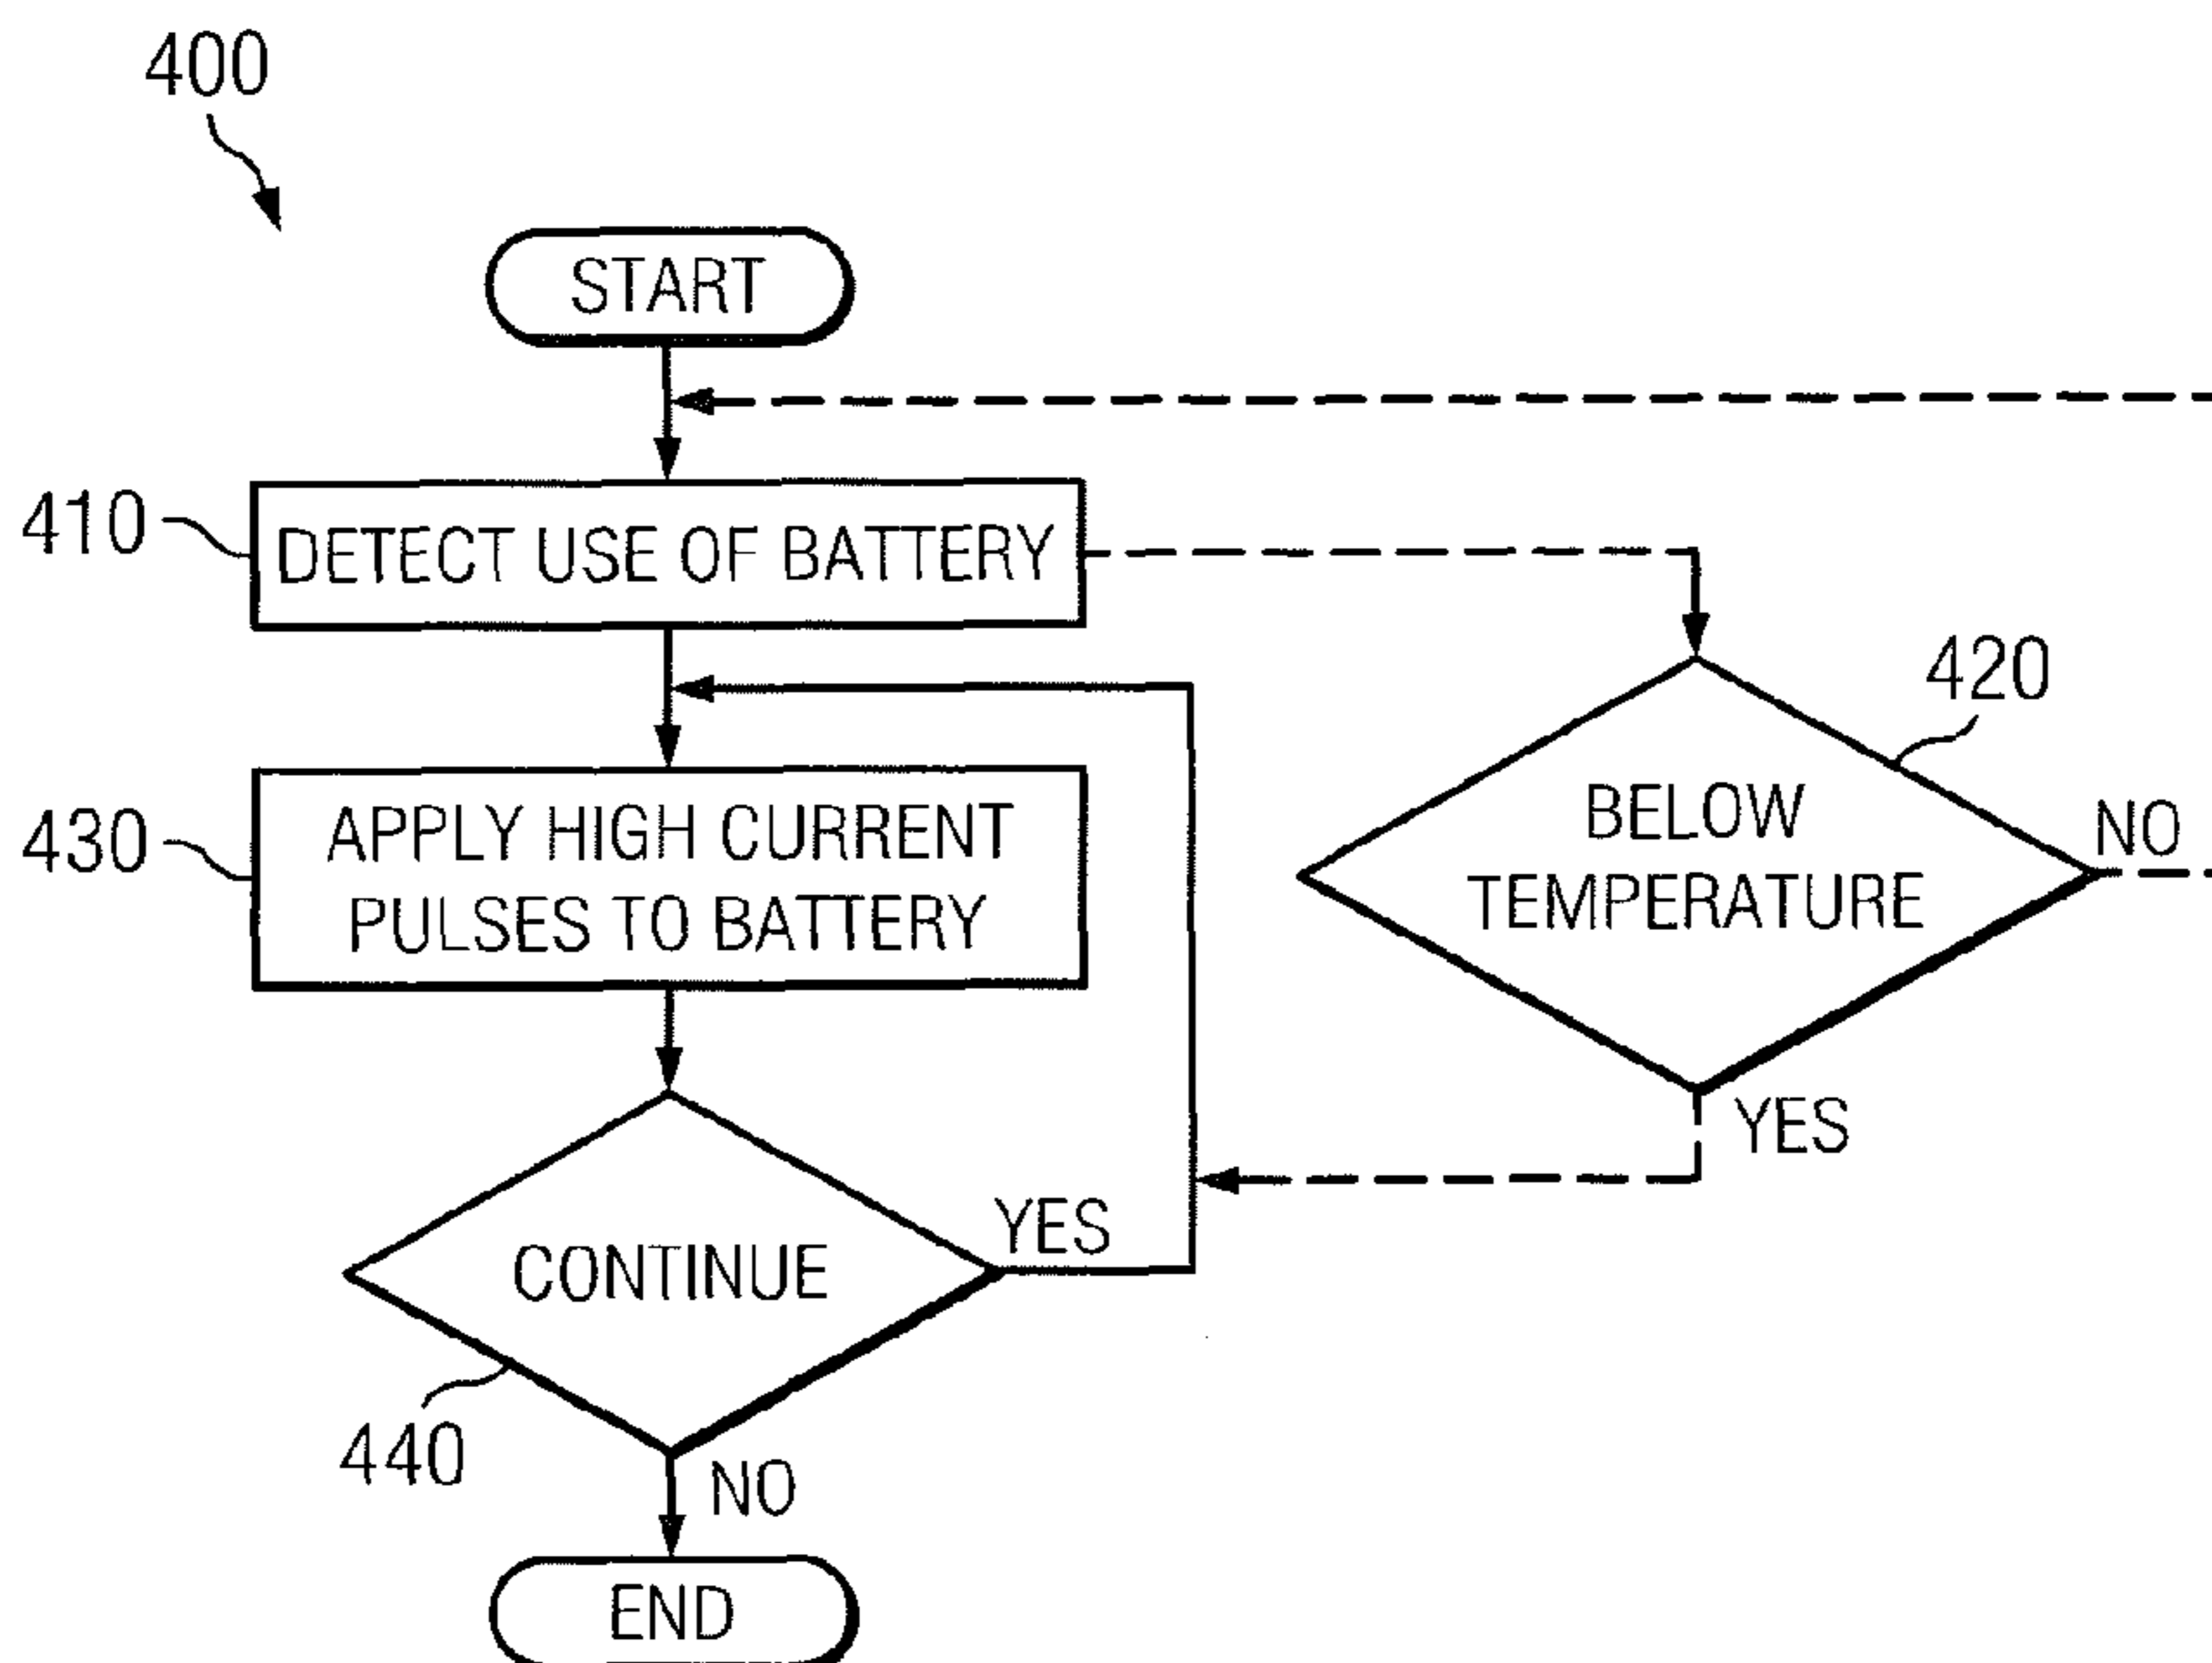 400
START
410
DETECT USE OF BATTERY
420
BELOW
TEMPERATURE
NO
YES
430
APPLY HIGH CURRENT
PULSES TO BATTERY
CONTINUE
YES
440
NO
END